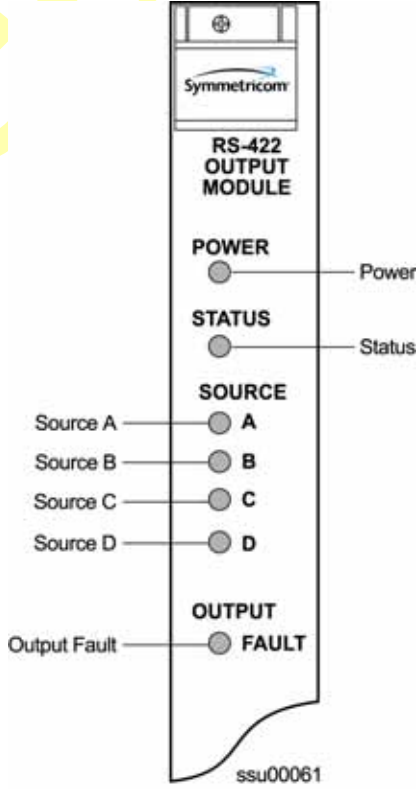 Symmetricom
RS-422
OUTPUT
MODULE
POWER
Power
STATUS
Status
SOURCE
Source A
A
Source B
B
Source C
C
Source D
D
OUTPUT
Output Fault
FAULT
ssu00061